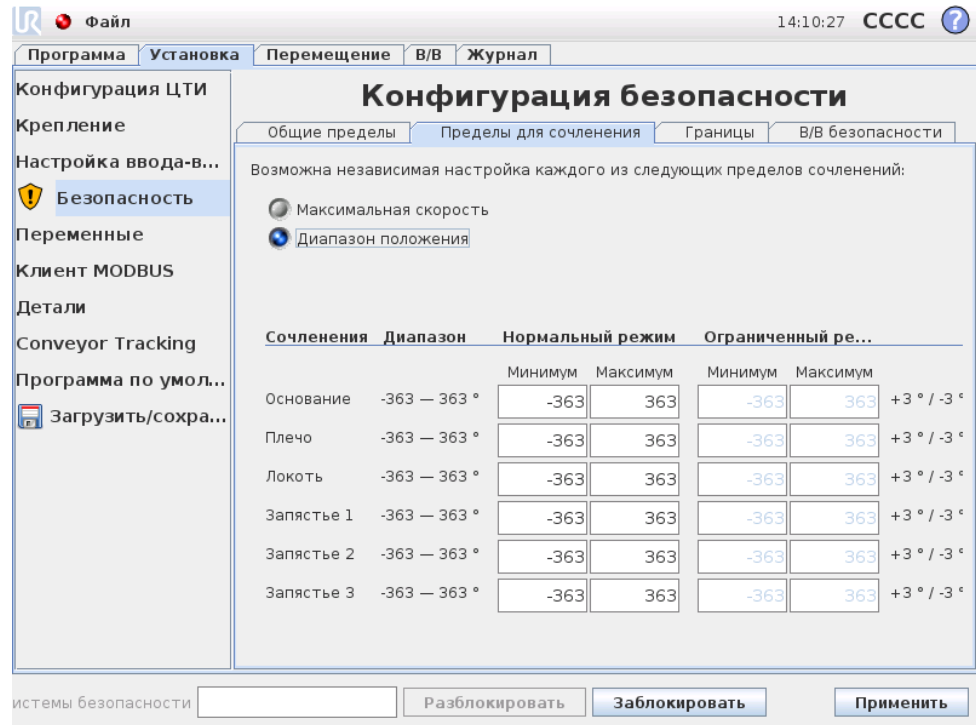 UR Файл 14:10:27 CCCC ?
Программа Установка Перемещение В/В Журнал
Конфигурация ЦТИ
Крепление
Настройка ввода-в...
Безопасность
Переменные
Клиент MODBUS
Детали
Conveyor Tracking
Программа по умол...
Загрузить/сохра...
Конфигурация безопасности
Общие пределы Пределы для сочленения Границы В/В безопасности
Возможна независимая настройка каждого из следующих пределов сочленений:
Максимальная скорость
Диапазон положения
Сочленения Диапазон Нормальный режим Ограниченный ре...
Минимум Максимум Минимум Максимум
Основание -363 — 363 ° -363 363 -363 363 +3 ° / -3 °
Плечо -363 — 363 ° -363 363 -363 363 +3 ° / -3 °
Локоть -363 — 363 ° -363 363 -363 363 +3 ° / -3 °
Запястье 1 -363 — 363 ° -363 363 -363 363 +3 ° / -3 °
Запястье 2 -363 — 363 ° -363 363 -363 363 +3 ° / -3 °
Запястье 3 -363 — 363 ° -363 363 -363 363 +3 ° / -3 °
истемы безопасности Разблокировать Заблокировать Применить